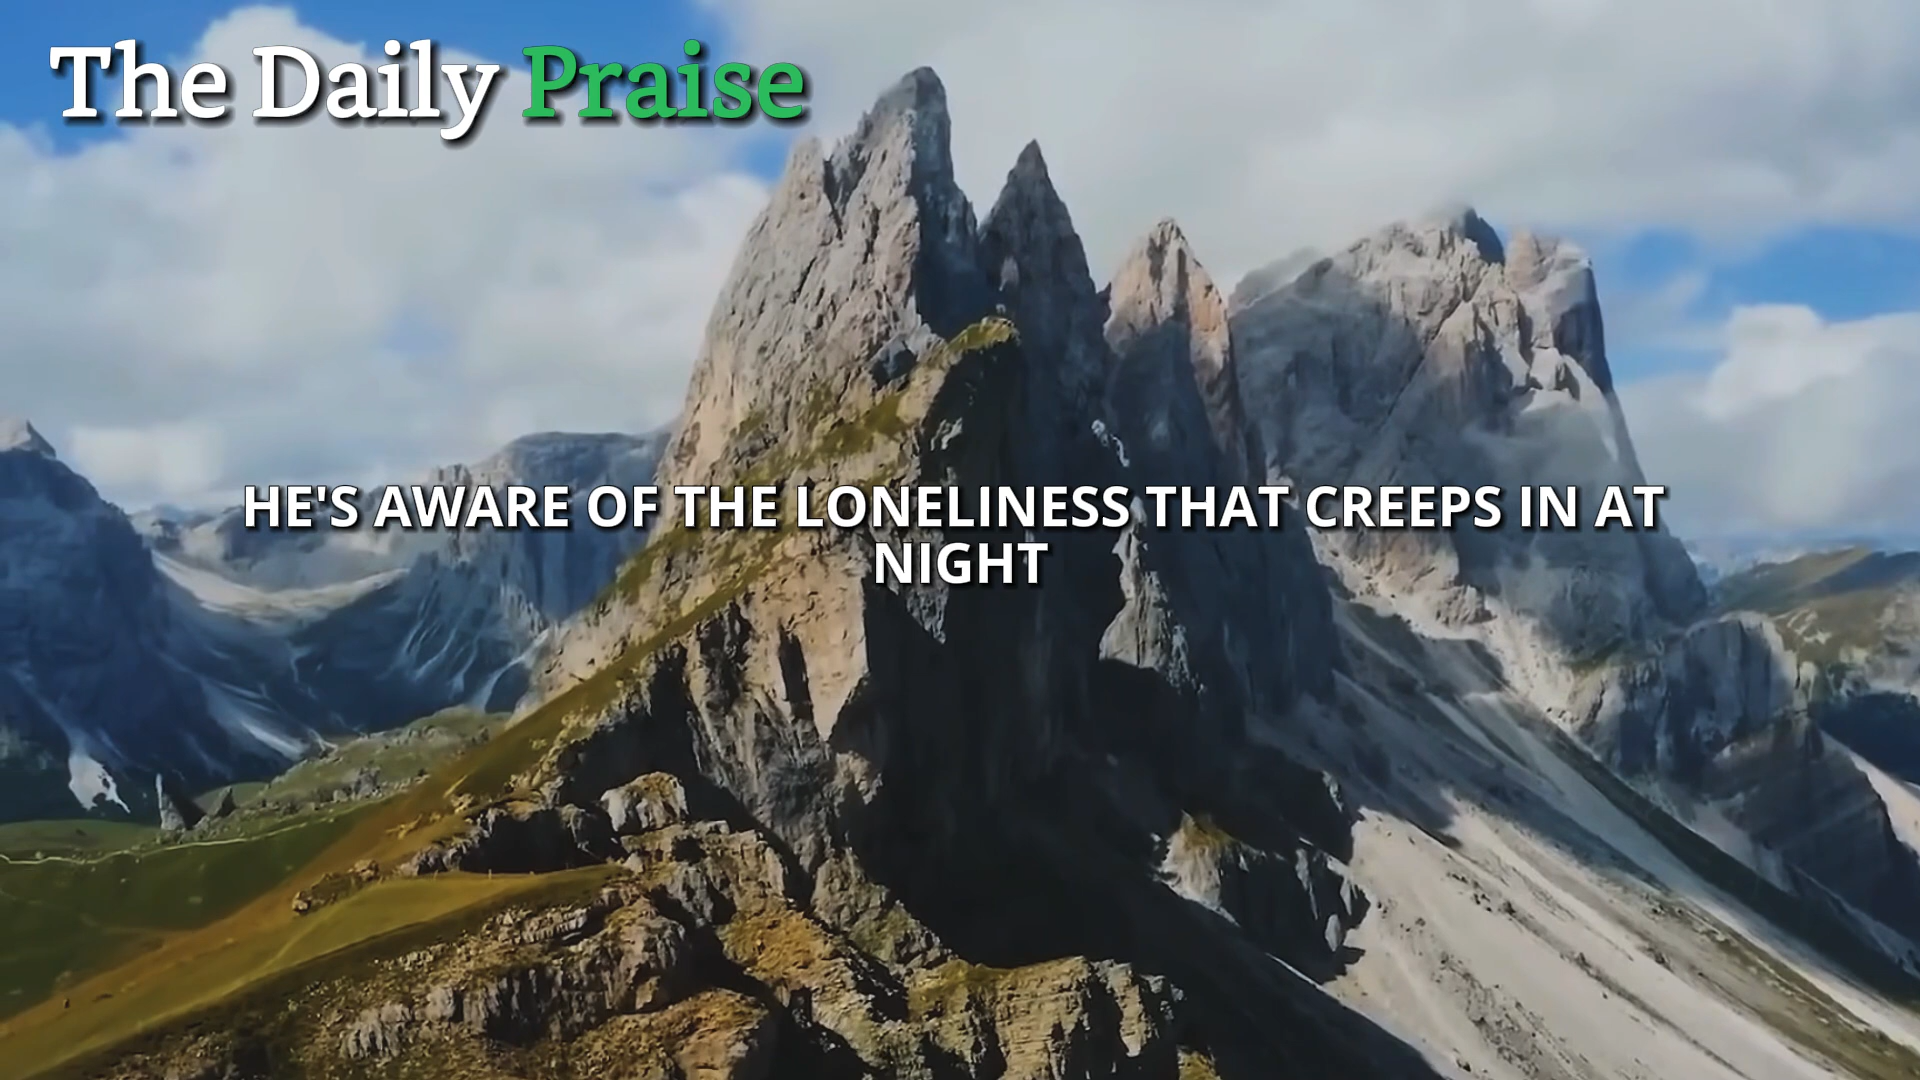 The Daily Praise
HE'S AWARE OF THE LONELINESS THAT CREEPS IN AT
NIGHT